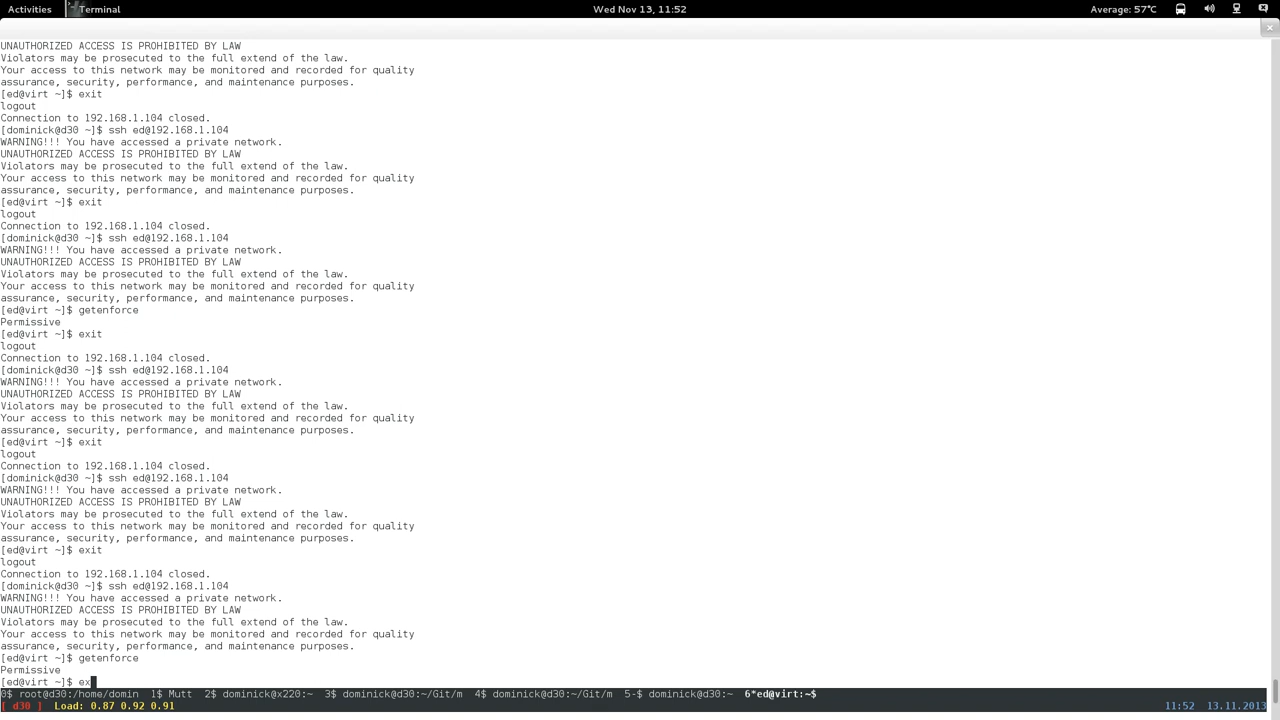 Activities Terminal Wed Nov 13, 11:52 Average: 57°C
UNAUTHORIZED ACCESS IS PROHIBITED BY LAW
Violators may be prosecuted to the full extend of the law.
Your access to this network may be monitored and recorded for quality
assurance, security, performance, and maintenance purposes.
[ed@virt ~]$ exit
logout
Connection to 192.168.1.104 closed.
[dominick@d30 ~]$ ssh ed@192.168.1.104
WARNING!!! You have accessed a private network.
UNAUTHORIZED ACCESS IS PROHIBITED BY LAW
Violators may be prosecuted to the full extend of the law.
Your access to this network may be monitored and recorded for quality
assurance, security, performance, and maintenance purposes.
[ed@virt ~]$ exit
logout
Connection to 192.168.1.104 closed.
[dominick@d30 ~]$ ssh ed@192.168.1.104
WARNING!!! You have accessed a private network.
UNAUTHORIZED ACCESS IS PROHIBITED BY LAW
Violators may be prosecuted to the full extend of the law.
Your access to this network may be monitored and recorded for quality
assurance, security, performance, and maintenance purposes.
[ed@virt ~]$ getenforce
Permissive
[ed@virt ~]$ exit
logout
Connection to 192.168.1.104 closed.
[dominick@d30 ~]$ ssh ed@192.168.1.104
WARNING!!! You have accessed a private network.
UNAUTHORIZED ACCESS IS PROHIBITED BY LAW
Violators may be prosecuted to the full extend of the law.
Your access to this network may be monitored and recorded for quality
assurance, security, performance, and maintenance purposes.
[ed@virt ~]$ exit
logout
Connection to 192.168.1.104 closed.
[dominick@d30 ~]$ ssh ed@192.168.1.104
WARNING!!! You have accessed a private network.
UNAUTHORIZED ACCESS IS PROHIBITED BY LAW
Violators may be prosecuted to the full extend of the law.
Your access to this network may be monitored and recorded for quality
assurance, security, performance, and maintenance purposes.
[ed@virt ~]$ exit
logout
Connection to 192.168.1.104 closed.
[dominick@d30 ~]$ ssh ed@192.168.1.104
WARNING!!! You have accessed a private network.
UNAUTHORIZED ACCESS IS PROHIBITED BY LAW
Violators may be prosecuted to the full extend of the law.
Your access to this network may be monitored and recorded for quality
assurance, security, performance, and maintenance purposes.
[ed@virt ~]$ getenforce
Permissive
[ed@virt ~]$ ex
0$ root@d30:/home/domin 1$ Mutt 2$ dominick@x220:~ 3$ dominick@d30:~/Git/m 4$ dominick@d30:~/Git/m 5-$ dominick@d30:~ 6*ed@virt:~$
[ d30 ] Load: 0.87 0.92 0.91 11:52 13.11.2013